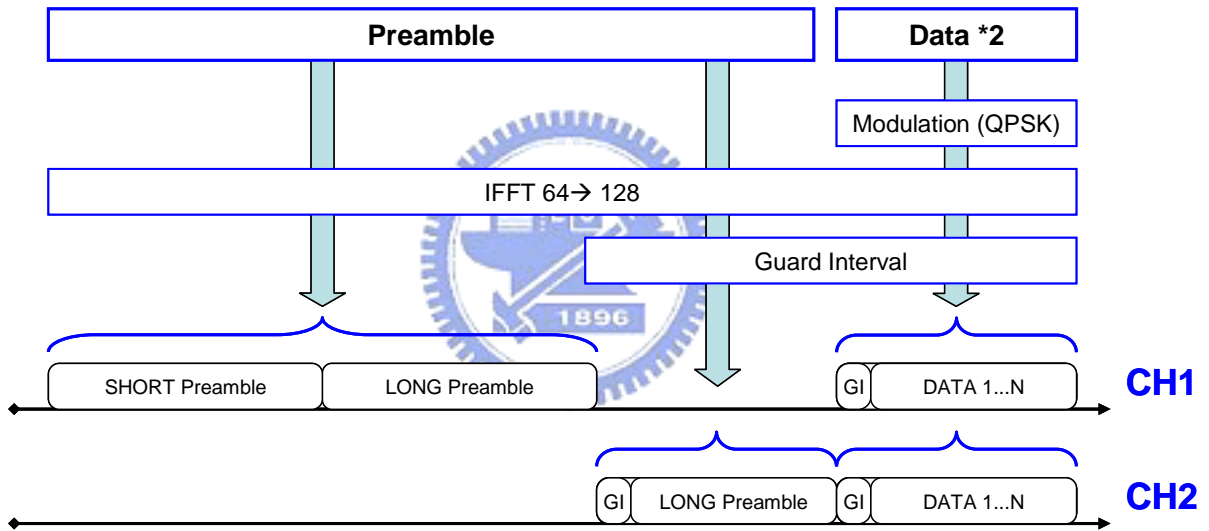 Preamble
Data *2
Modulation (QPSK)
IFFT 64→ 128
Guard Interval
1896
SHORT Preamble
LONG Preamble
GI
DATA 1...N
CH1
GI
LONG Preamble
GI
DATA 1...N
CH2